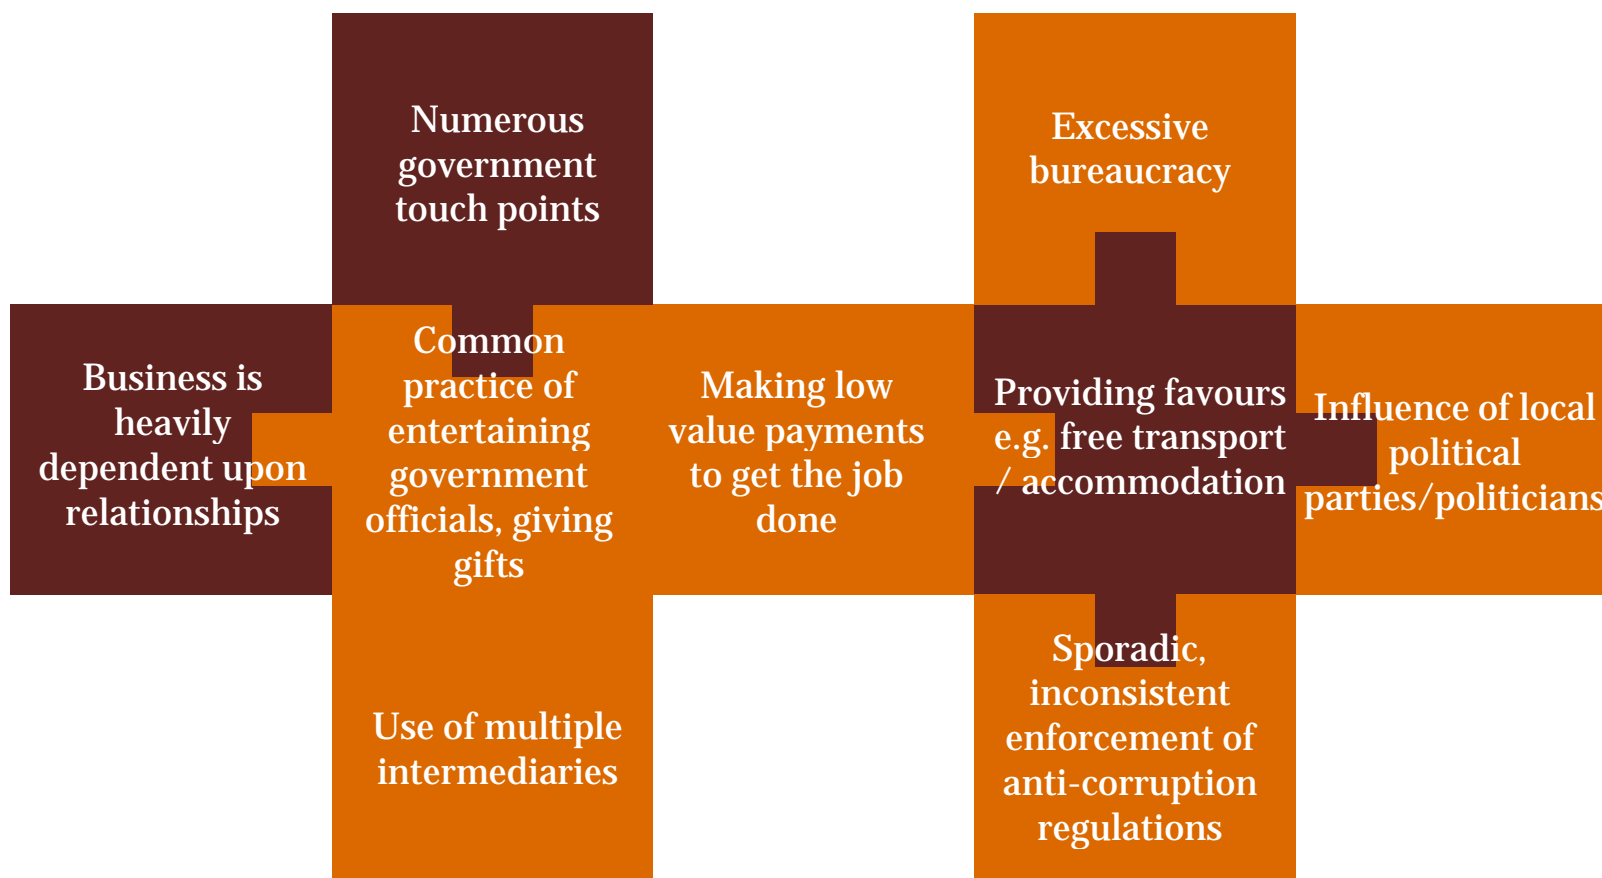 Numerous
government
touch points
Excessive
bureaucracy
Business is
heavily
dependent upon
relationships
Common
practice of
entertaining
government
officials, giving
gifts
Making low
value payments
to get the job
done
Providing favours
e.g. free transport
/ accommodation
Influence of local
political
parties/politicians
Use of multiple
intermediaries
Sporadic,
inconsistent
enforcement of
anti-corruption
regulations